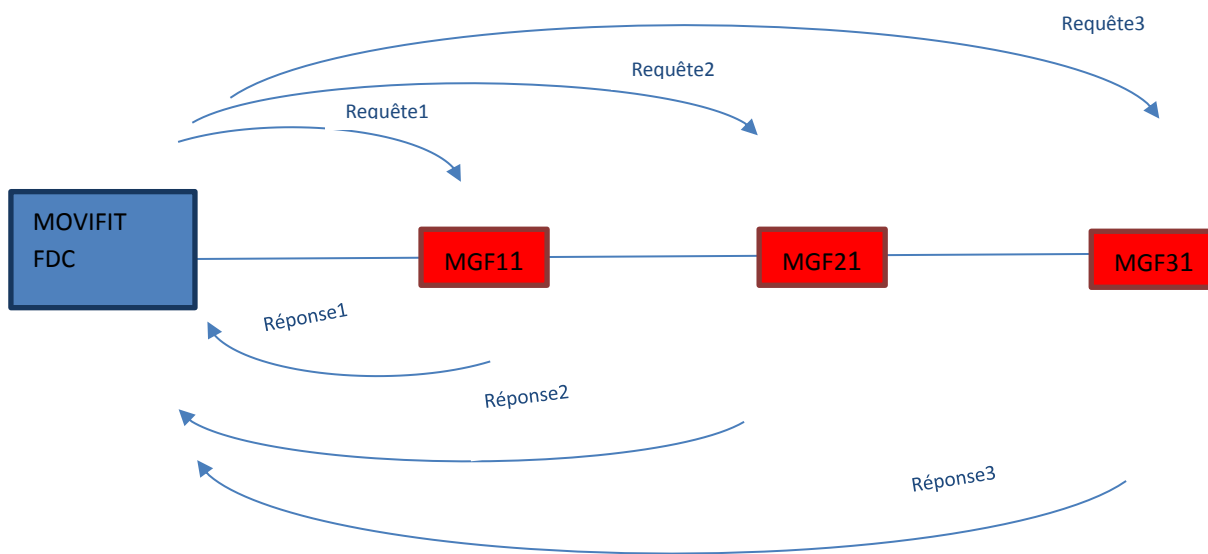 Requête3
Requête2
Requête1
MOVIFIT
FDC
MGF11
MGF21
MGF31
Réponse1
Réponse2
Réponse3